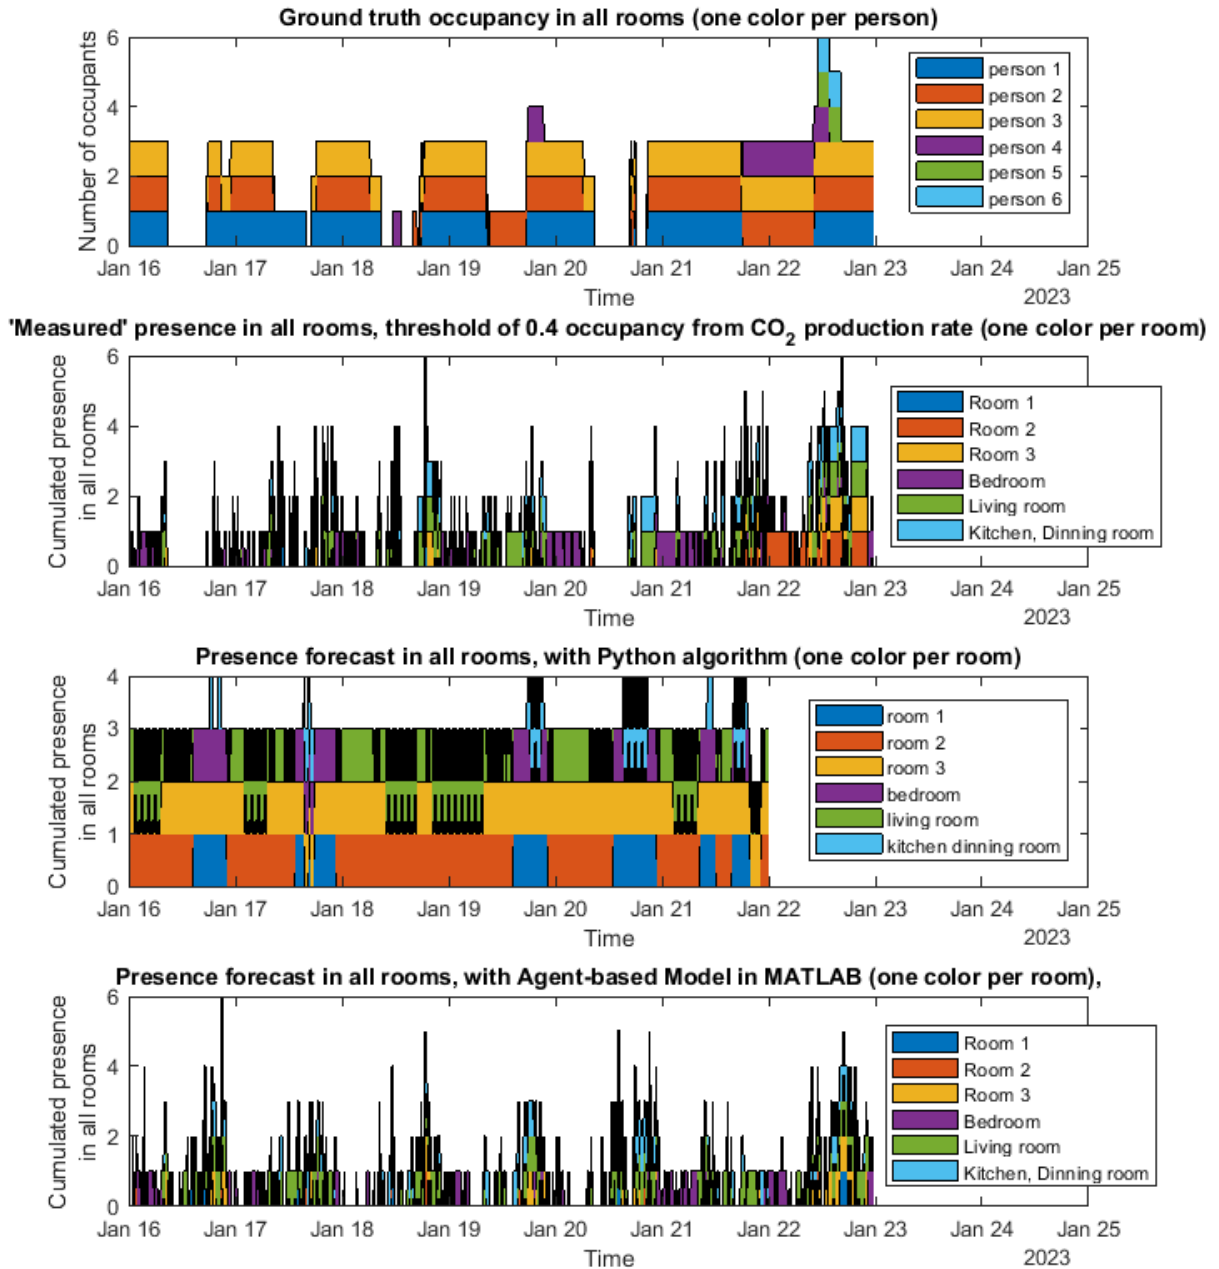 Ground truth occupancy in all rooms (one color per person)
Number of occupants
6
4
2
0
person 1
person 2
person 3
person 4
person 5
person 6
Jan 16 Jan 17 Jan 18 Jan 19 Jan 20 Jan 21 Jan 22 Jan 23 Jan 24 Jan 25
Time
2023
'Measured' presence in all rooms, threshold of 0.4 occupancy from CO2 production rate (one color per room)
Cumulated presence
in all rooms
6
4
2
0
Room 1
Room 2
Room 3
Bedroom
Living room
Kitchen, Dinning room
Jan 16 Jan 17 Jan 18 Jan 19 Jan 20 Jan 21 Jan 22 Jan 23 Jan 24 Jan 25
Time
2023
Presence forecast in all rooms, with Python algorithm (one color per room)
Cumulated presence
in all rooms
4
3
2
1
0
room 1
room 2
room 3
bedroom
living room
kitchen dinning room
Jan 16 Jan 17 Jan 18 Jan 19 Jan 20 Jan 21 Jan 22 Jan 23 Jan 24 Jan 25
Time
2023
Presence forecast in all rooms, with Agent-based Model in MATLAB (one color per room),
Cumulated presence
in all rooms
6
4
2
0
Room 1
Room 2
Room 3
Bedroom
Living room
Kitchen, Dinning room
Jan 16 Jan 17 Jan 18 Jan 19 Jan 20 Jan 21 Jan 22 Jan 23 Jan 24 Jan 25
Time
2023